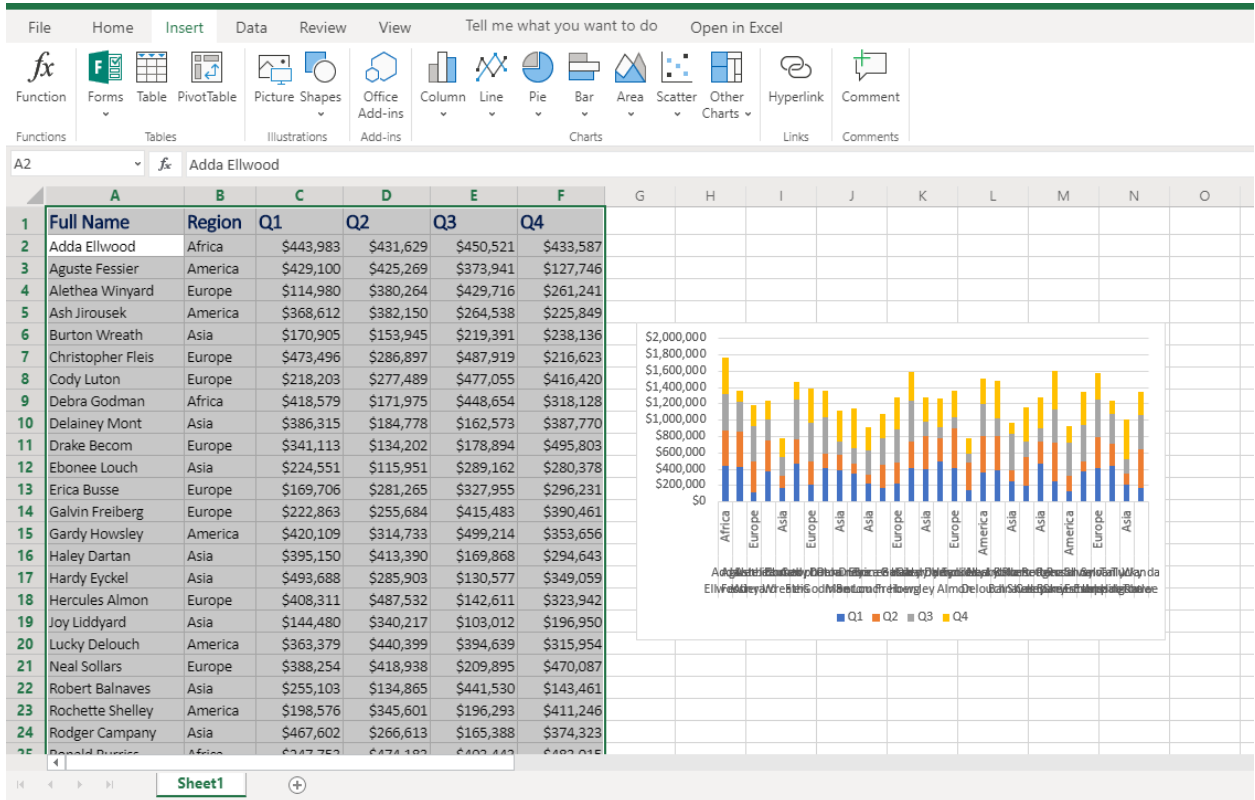 File Home Insert Data Review View Tell me what you want to do Open in Excel
fx
Function Forms Table PivotTable Picture Shapes Office Add-ins Column Line Pie Bar Area Scatter Other Charts Hyperlink Comment
Functions Tables Illustrations Add-ins Charts Links Comments
A2 fx Adda Ellwood
A B C D E F G H I J K L M N O
1 Full Name Region Q1 Q2 Q3 Q4
2 Adda Ellwood Africa $443,983 $431,629 $450,521 $433,587
3 Aguste Fessier America $429,100 $425,269 $373,941 $127,746
4 Alethea Winyard Europe $114,980 $380,264 $429,716 $261,241
5 Ash Jirousek America $368,612 $382,150 $264,538 $225,849
6 Burton Wreath Asia $170,905 $153,945 $219,391 $238,136
7 Christopher Fleis Europe $473,496 $286,897 $487,919 $216,623
8 Cody Luton Europe $218,203 $277,489 $477,055 $416,420
9 Debra Godman Africa $418,579 $171,975 $448,654 $318,128
10 Delainey Mont Asia $386,315 $184,778 $162,573 $387,770
11 Drake Becom Europe $341,113 $134,202 $178,894 $495,803
12 Ebonee Louch Asia $224,551 $115,951 $289,162 $280,378
13 Erica Busse Europe $169,706 $281,265 $327,955 $296,231
14 Galvin Freiberg Europe $222,863 $255,684 $415,483 $390,461
15 Gardy Howsley America $420,109 $314,733 $499,214 $353,656
16 Haley Dartan Asia $395,150 $413,390 $169,868 $294,643
17 Hardy Eyckel Asia $493,688 $285,903 $130,577 $349,059
18 Hercules Almon Europe $408,311 $487,532 $142,611 $323,942
19 Joy Liddyard Asia $144,480 $340,217 $103,012 $196,950
20 Lucky Delouch America $363,379 $440,399 $394,639 $315,954
21 Neal Sollars Europe $388,254 $418,938 $209,895 $470,087
22 Robert Balnaves Asia $255,103 $134,865 $441,530 $143,461
23 Rochette Shelley America $198,576 $345,601 $196,293 $411,246
24 Rodger Campany Asia $467,602 $266,613 $165,388 $374,323
$2,000,000
$1,800,000
$1,600,000
$1,400,000
$1,200,000
$1,000,000
$800,000
$600,000
$400,000
$200,000
$0
Africa Europe Asia Europe Asia Asia Europe Asia Europe America Asia Asia America Europe Asia
Q1 Q2 Q3 Q4
Sheet1